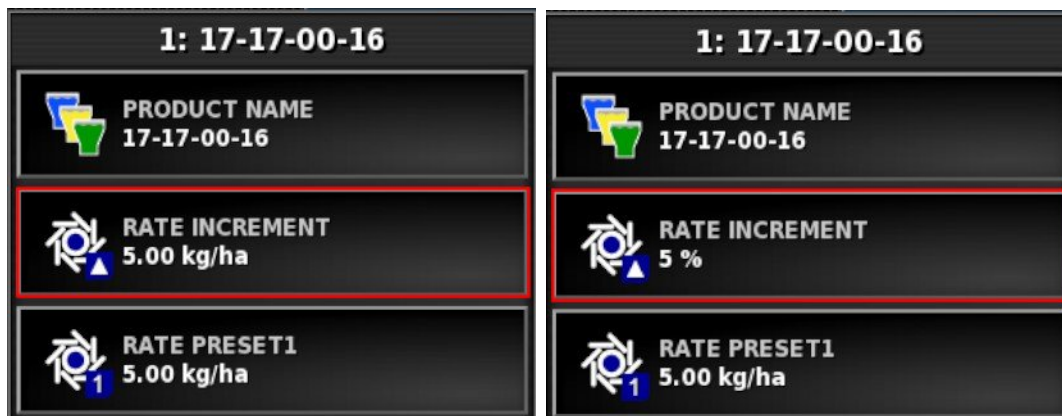 1: 17-17-00-16
PRODUCT NAME
17-17-00-16
RATE INCREMENT
5.00 kg/ha
RATE PRESET1
5.00 kg/ha
1
1: 17-17-00-16
PRODUCT NAME
17-17-00-16
RATE INCREMENT
5 %
RATE PRESET1
5.00 kg/ha
1